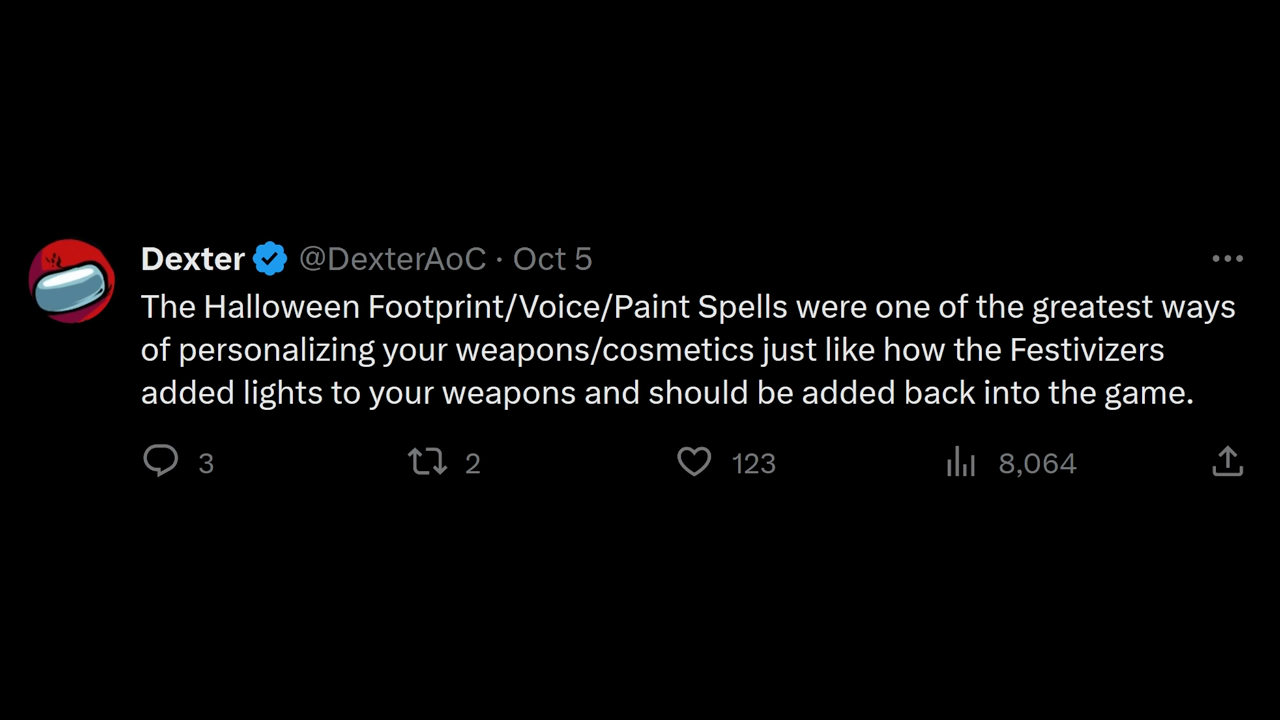 Dexter @DexterAoC · Oct 5
The Halloween Footprint/Voice/Paint Spells were one of the greatest ways
of personalizing your weapons/cosmetics just like how the Festivizers
added lights to your weapons and should be added back into the game.
3 2 123 8,064